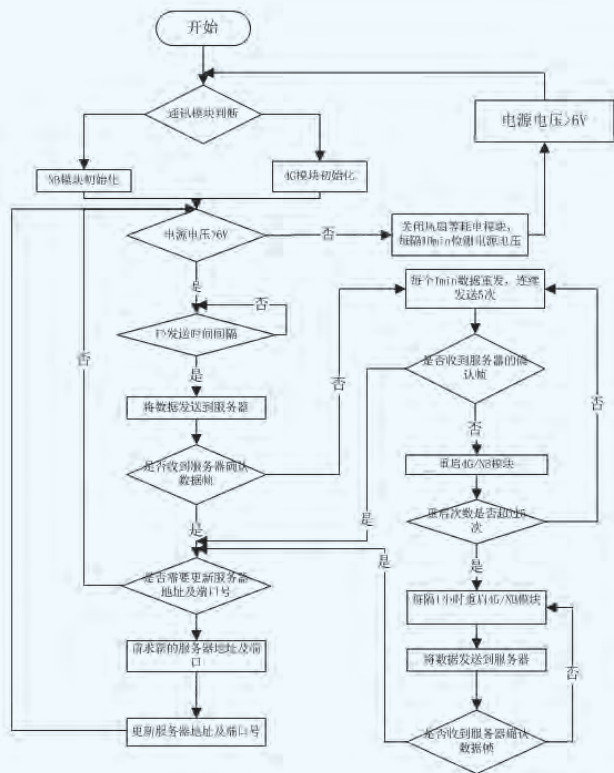 开始
通讯模块判断
电源电压>6V
NB模块初始化
4G模块初始化
电源电压>6V
否
关闭风扇等耗电模块,
每隔10min检测电源电压
是
每个1min数据重发,连续
发送5次
否
发送时间间隔
是否收到服务器的确
认帧
否
否
否
是
将数据发送到服务器
否
重启4G/NB模块
是否收到服务器确认
数据帧
重启次数是否超过5
次
是
是
是
是
是否需要更新服务器
地址及端口号
每隔1小时重启4G/NB模块
请求新的服务器地址及端
口
将数据发送到服务器
否
更新服务器地址及端口号
是否收到服务器确认
数据帧